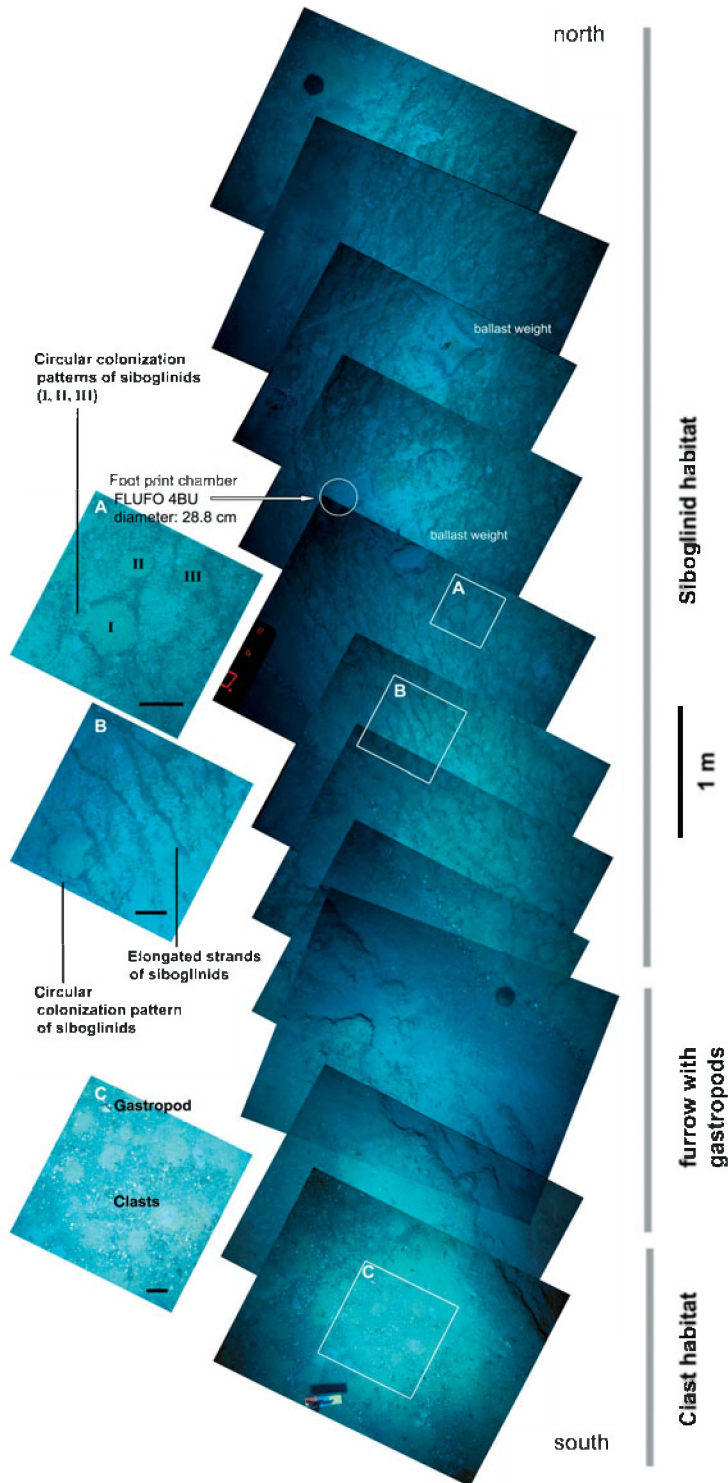 north
ballast weight
Circular colonization
patterns of siboglinids
(I, II, III)
Foot print chamber
FLUFO 4BU
diameter: 28.8 cm
ballast weight
A
II
III
I
A
B
B
Elongated strands
of siboglinids
Circular
colonization pattern
of siboglinids
C
Gastropod
Clasts
C
south
Siboglinid habitat
1 m
furrow with
gastropods
Clast habitat